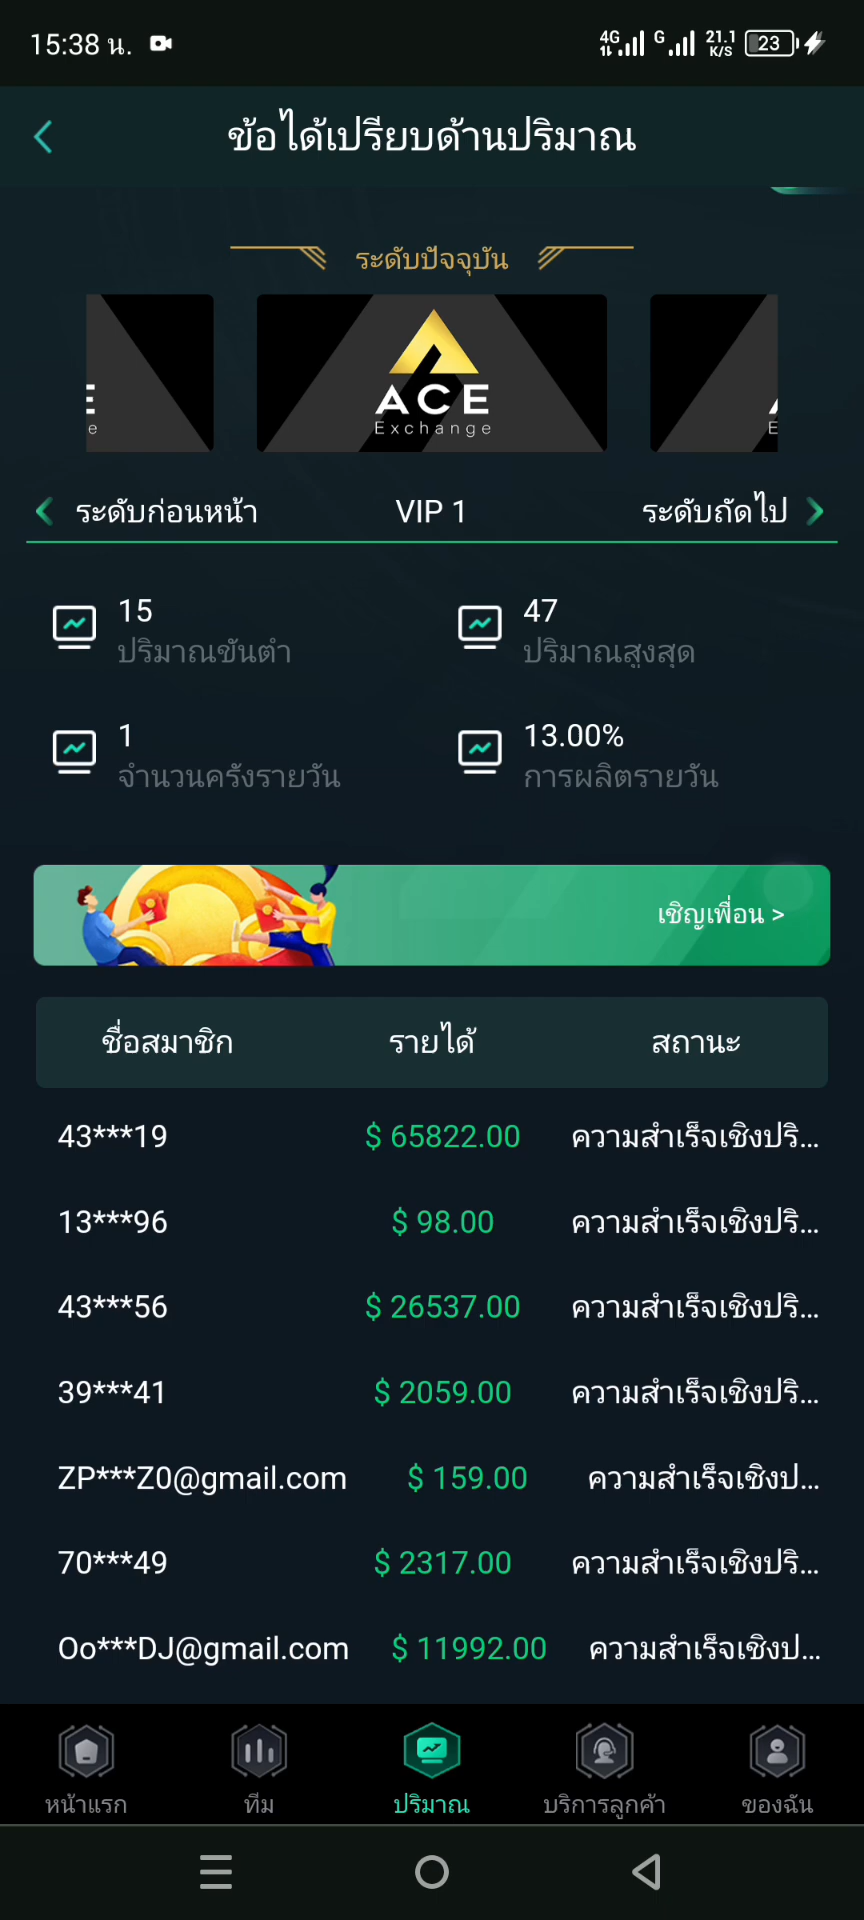 15:38 น.
4G G 21.1 K/S 23
ข้อได้เปรียบด้านปริมาณ
ระดับปัจจุบัน
ACE
Exchange
ระดับก่อนหน้า VIP 1 ระดับถัดไป
15 47
ปริมาณขั้นต่ำ ปริมาณสูงสุด
1 13.00%
จำนวนครั้งรายวัน การผลิตรายวัน
เชิญเพื่อน >
ชื่อสมาชิก รายได้ สถานะ
43***19 $ 65822.00 ความสำเร็จเชิงปริ...
13***96 $ 98.00 ความสำเร็จเชิงปริ...
43***56 $ 26537.00 ความสำเร็จเชิงปริ...
39***41 $ 2059.00 ความสำเร็จเชิงปริ...
ZP***Z0@gmail.com $ 159.00 ความสำเร็จเชิงป...
70***49 $ 2317.00 ความสำเร็จเชิงปริ...
Oo***DJ@gmail.com $ 11992.00 ความสำเร็จเชิงป...
หน้าแรก ทีม ปริมาณ บริการลูกค้า ของฉัน